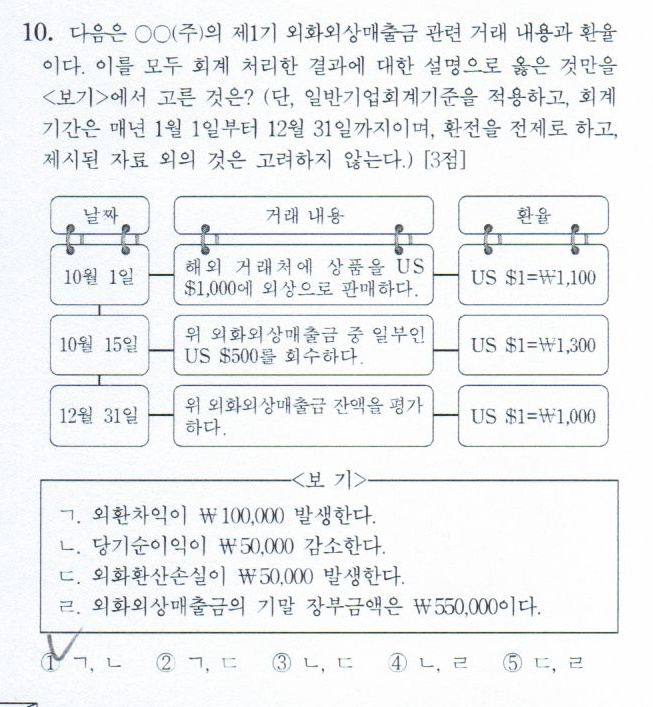 10. 다음은 ○○(주)의 제1기 외화외상매출금 관련 거래 내용과 환율
이다. 이를 모두 회계 처리한 결과에 대한 설명으로 옳은 것만을
<보기>에서 고른 것은? (단, 일반기업회계기준을 적용하고, 회계
기간은 매년 1월 1일부터 12월 31일까지이며, 환전을 전제로 하고,
제시된 자료 외의 것은 고려하지 않는다.) [3점]
날짜 거래 내용 환율
10월 1일 해외 거래처에 상품을 US
$1,000에 외상으로 판매하다. US $1=₩1,100
10월 15일 위 외화외상매출금 중 일부인
US $500를 회수하다. US $1=₩1,300
12월 31일 위 외화외상매출금 잔액을 평가
하다. US $1=₩1,000
<보 기>
ㄱ. 외환차익이 ₩100,000 발생한다.
ㄴ. 당기순이익이 ₩50,000 감소한다.
ㄷ. 외화환산손실이 ₩50,000 발생한다.
ㄹ. 외화외상매출금의 기말 장부금액은 ₩550,000이다.
① ㄱ, ㄴ ② ㄱ, ㄷ ③ ㄴ, ㄷ ④ ㄴ, ㄹ ⑤ ㄷ, ㄹ